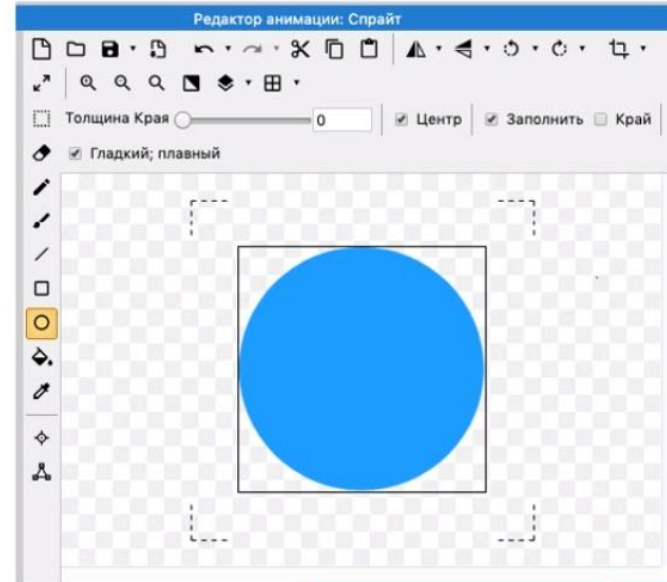 Редактор анимации: Спрайт
Толщина Края 0 Центр Заполнить Край
Гладкий; плавный